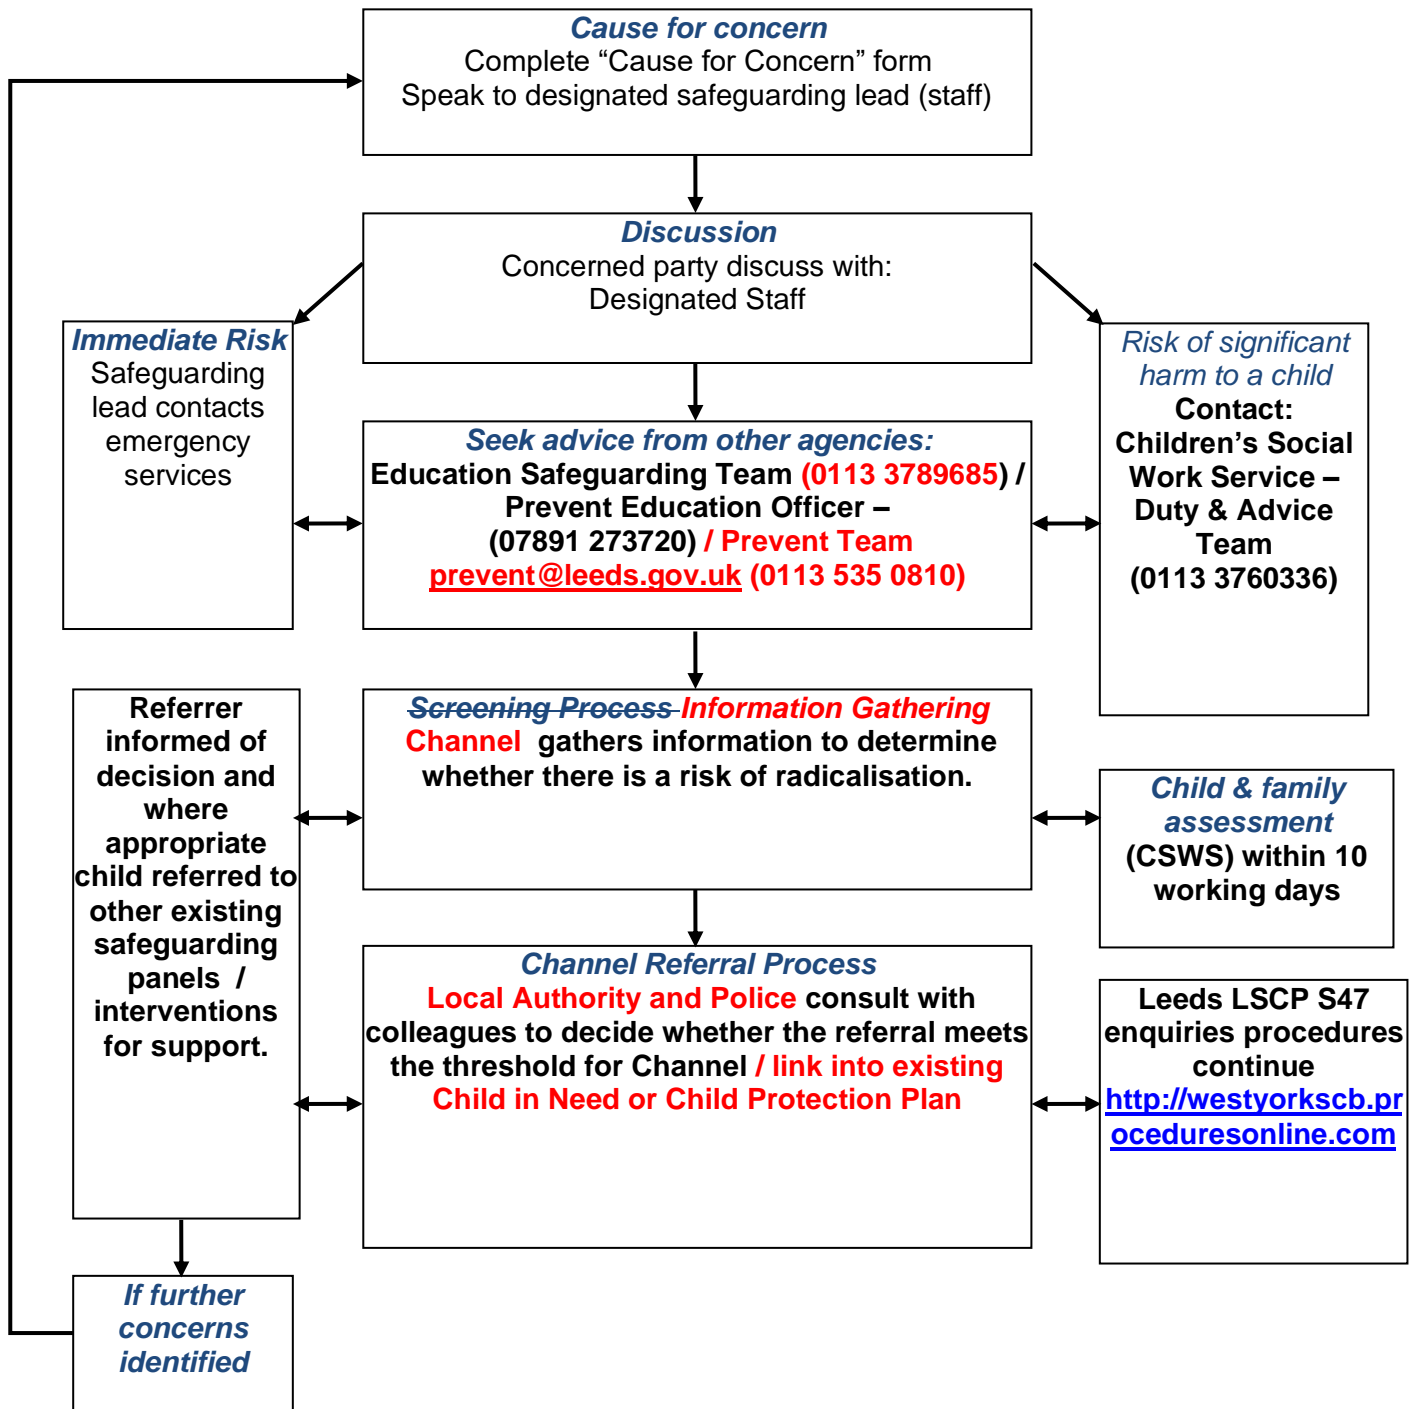 Cause for concern
Complete “Cause for Concern” form
Speak to designated safeguarding lead (staff)
Discussion
Concerned party discuss with:
Designated Staff
Immediate Risk
Safeguarding
lead contacts
emergency
services
Risk of significant
harm to a child
Contact:
Children’s Social
Work Service –
Duty & Advice
Team
(0113 3760336)
Seek advice from other agencies:
Education Safeguarding Team (0113 3789685) /
Prevent Education Officer –
(07891 273720) / Prevent Team
prevent@leeds.gov.uk (0113 535 0810)
Referrer
informed of
decision and
where
appropriate
child referred to
other existing
safeguarding
panels /
interventions
for support.
Screening Process Information Gathering
Channel gathers information to determine
whether there is a risk of radicalisation.
Child & family
assessment
(CSWS) within 10
working days
Channel Referral Process
Local Authority and Police consult with
colleagues to decide whether the referral meets
the threshold for Channel / link into existing
Child in Need or Child Protection Plan
Leeds LSCP S47
enquiries procedures
continue
http://westyorkscb.pr
oceduresonline.com
If further
concerns
identified